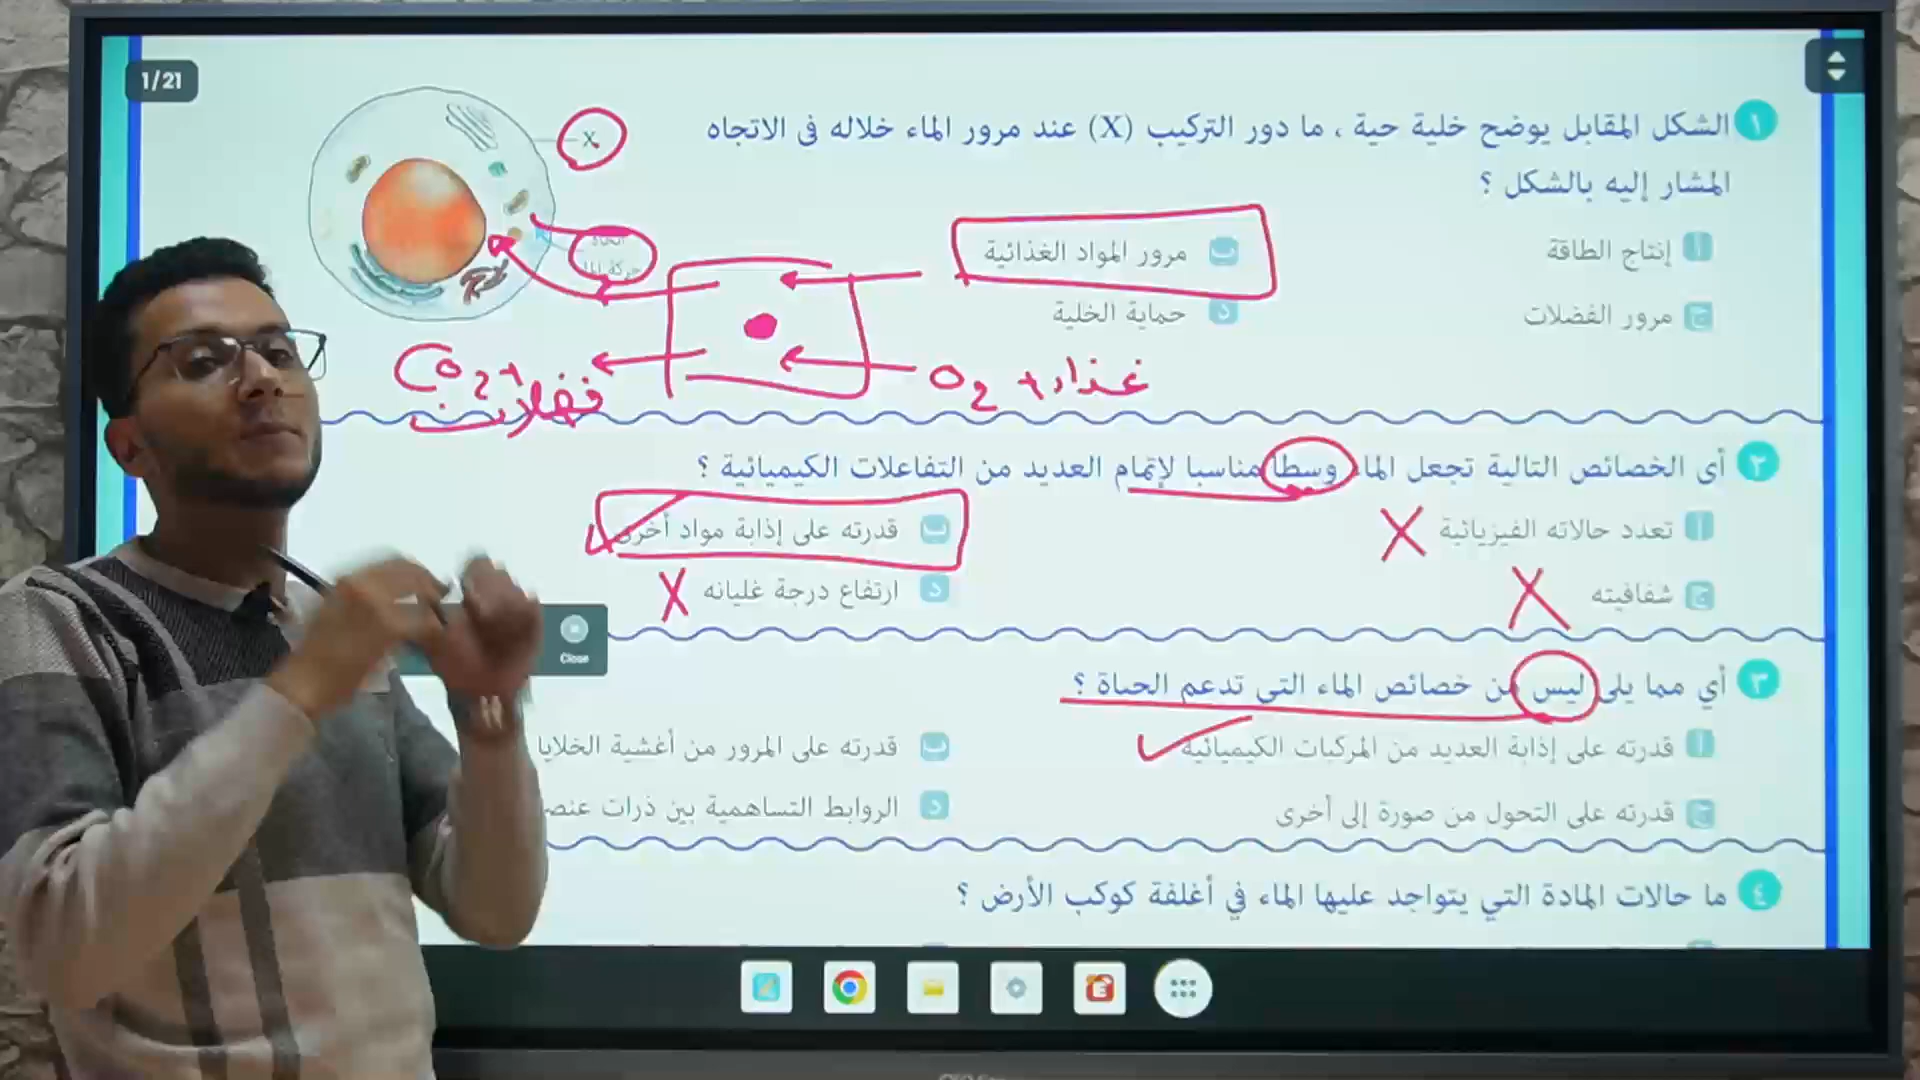 1/21
١ الشكل المقابل يوضح خلية حية ، ما دور التركيب (X) عند مرور الماء خلاله فى الاتجاه
المشار إليه بالشكل ؟
X
أ إنتاج الطاقة
ب مرور المواد الغذائية
ج مرور الفضلات
د حماية الخلية
اتجاه
حركة الماء
غذاء + O2
CO2 + فضلات
٢ أى الخصائص التالية تجعل الماء وسطا مناسبا لإتمام العديد من التفاعلات الكيميائية ؟
أ تعدد حالاته الفيزيائية
ب قدرته على إذابة مواد أخرى
ج شفافيته
د ارتفاع درجة غليانه
Close
٣ أي مما يلى ليس من خصائص الماء التي تدعم الحياة ؟
أ قدرته على إذابة العديد من المركبات الكيميائية
ب قدرته على المرور من أغشية الخلايا
ج قدرته على التحول من صورة إلى أخرى
د الروابط التساهمية بين ذرات
٤ ما حالات المادة التي يتواجد عليها الماء في أغلفة كوكب الأرض ؟